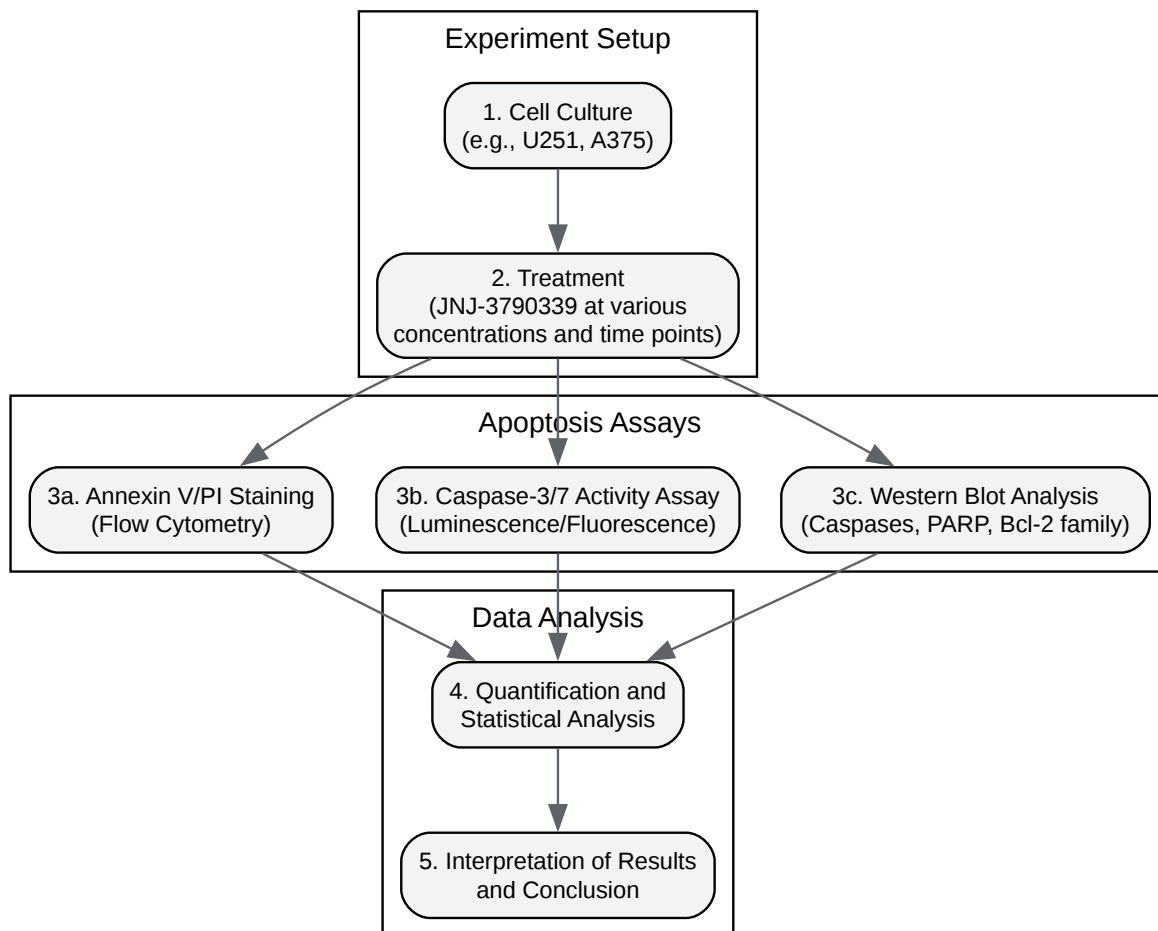 Experiment Setup
1. Cell Culture
(e.g., U251, A375)
2. Treatment
(JNJ-3790339 at various
concentrations and time points)
Apoptosis Assays
3a. Annexin V/PI Staining
(Flow Cytometry)
3b. Caspase-3/7 Activity Assay
(Luminescence/Fluorescence)
3c. Western Blot Analysis
(Caspases, PARP, Bcl-2 family)
Data Analysis
4. Quantification and
Statistical Analysis
5. Interpretation of Results
and Conclusion